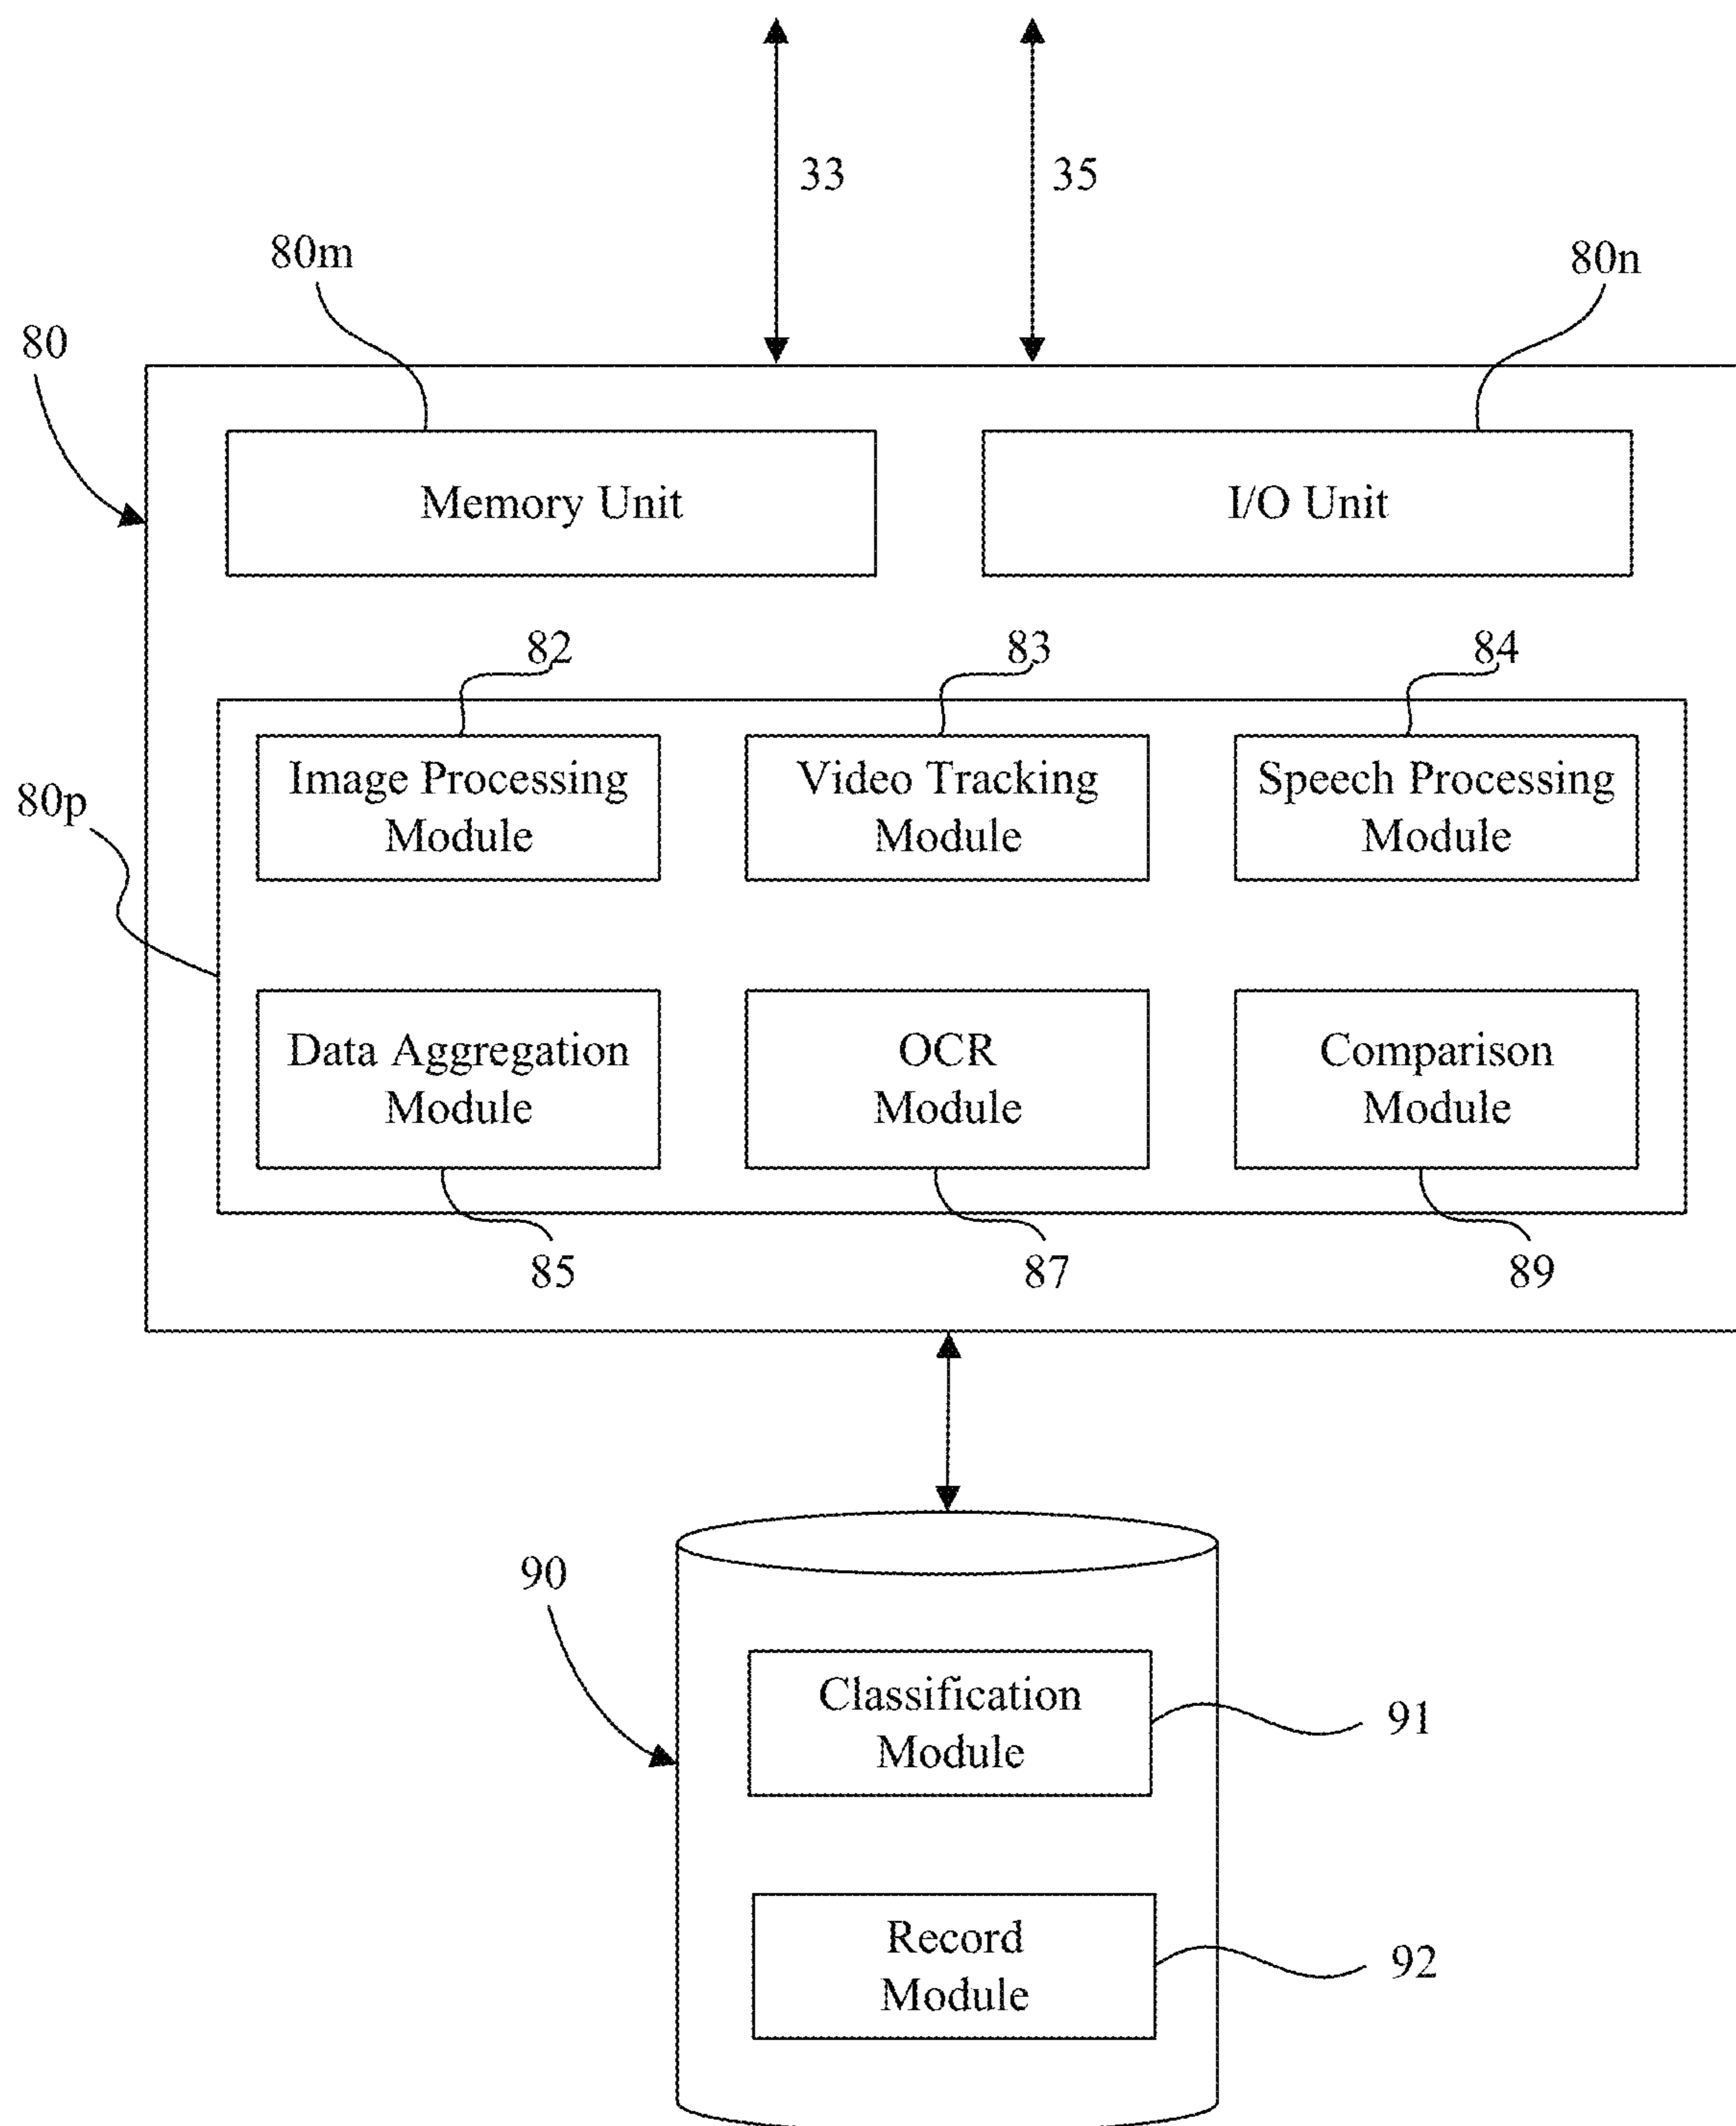 33
35
80m
80n
80
Memory Unit
I/O Unit
82
83
84
80p
Image Processing
Module
Video Tracking
Module
Speech Processing
Module
Data Aggregation
Module
OCR
Module
Comparison
Module
85
87
89
90
Classification
Module
91
Record
Module
92